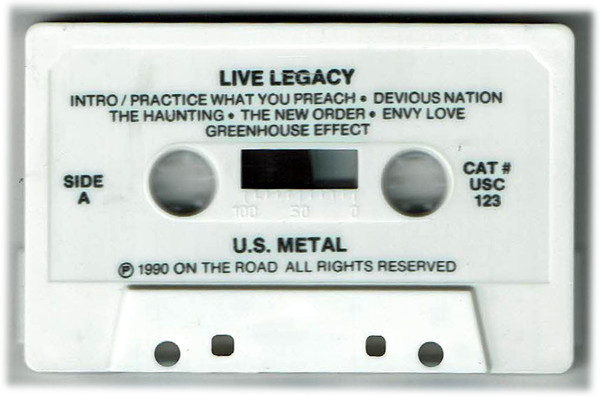 LIVE LEGACY
INTRO / PRACTICE WHAT YOU PREACH • DEVIOUS NATION
THE HAUNTING • THE NEW ORDER • ENVY LOVE
GREENHOUSE EFFECT
SIDE
A
CAT #
USC
123
100 50 0
U.S. METAL
Ⓟ 1990 ON THE ROAD ALL RIGHTS RESERVED